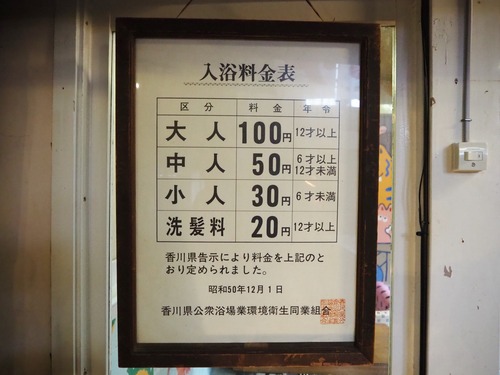 入浴料金表
区分 料金 年令
大人 100円 12才以上
中人 50円 6才以上
12才未満
小人 30円 6才未満
洗髪料 20円 12才以上
香川県告示により料金を上記のと
おり定められました。
昭和50年12月1日
香川県公衆浴場業環境衛生同業組合